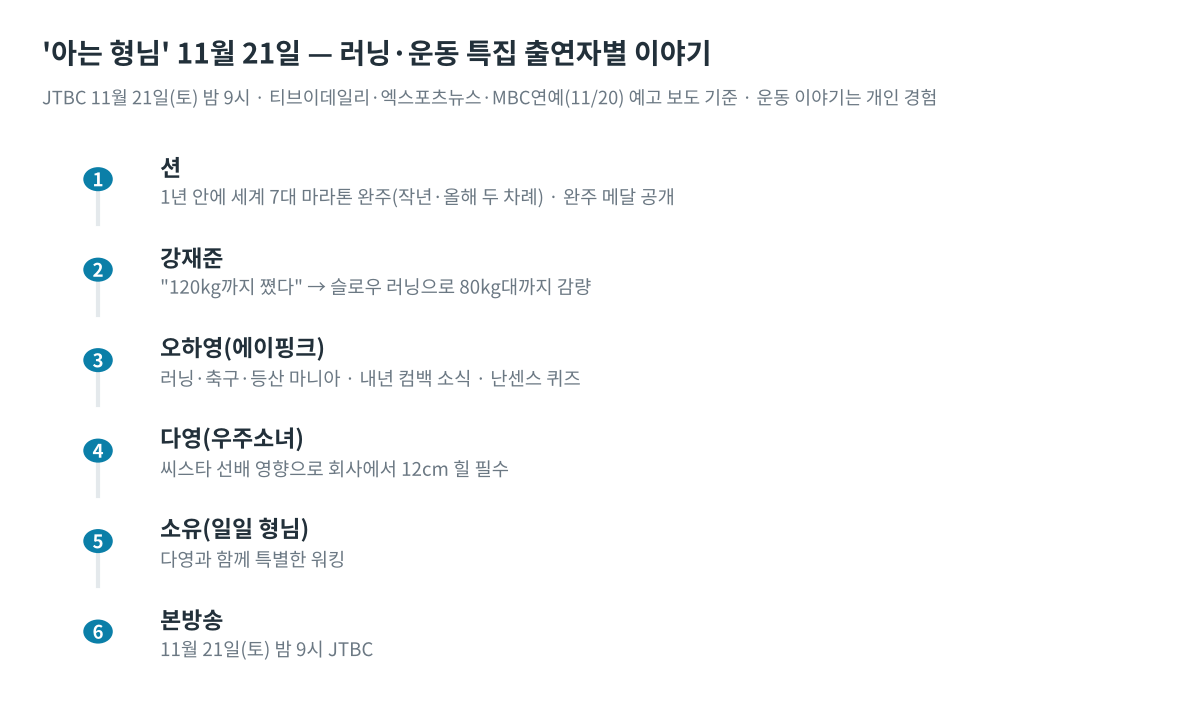 '아는 형님' 11월 21일 — 러닝·운동 특집 출연자별 이야기
JTBC 11월 21일(토) 밤 9시 · 티브이데일리·엑스포츠뉴스·MBC연예(11/20) 예고 보도 기준 · 운동 이야기는 개인 경험
1 션
1년 안에 세계 7대 마라톤 완주(작년·올해 두 차례) · 완주 메달 공개
2 강재준
"120kg까지 쪘다" → 슬로우 러닝으로 80kg대까지 감량
3 오하영(에이핑크)
러닝·축구·등산 마니아 · 내년 컴백 소식 · 난센스 퀴즈
4 다영(우주소녀)
씨스타 선배 영향으로 회사에서 12cm 힐 필수
5 소유(일일 형님)
다영과 함께 특별한 워킹
6 본방송
11월 21일(토) 밤 9시 JTBC